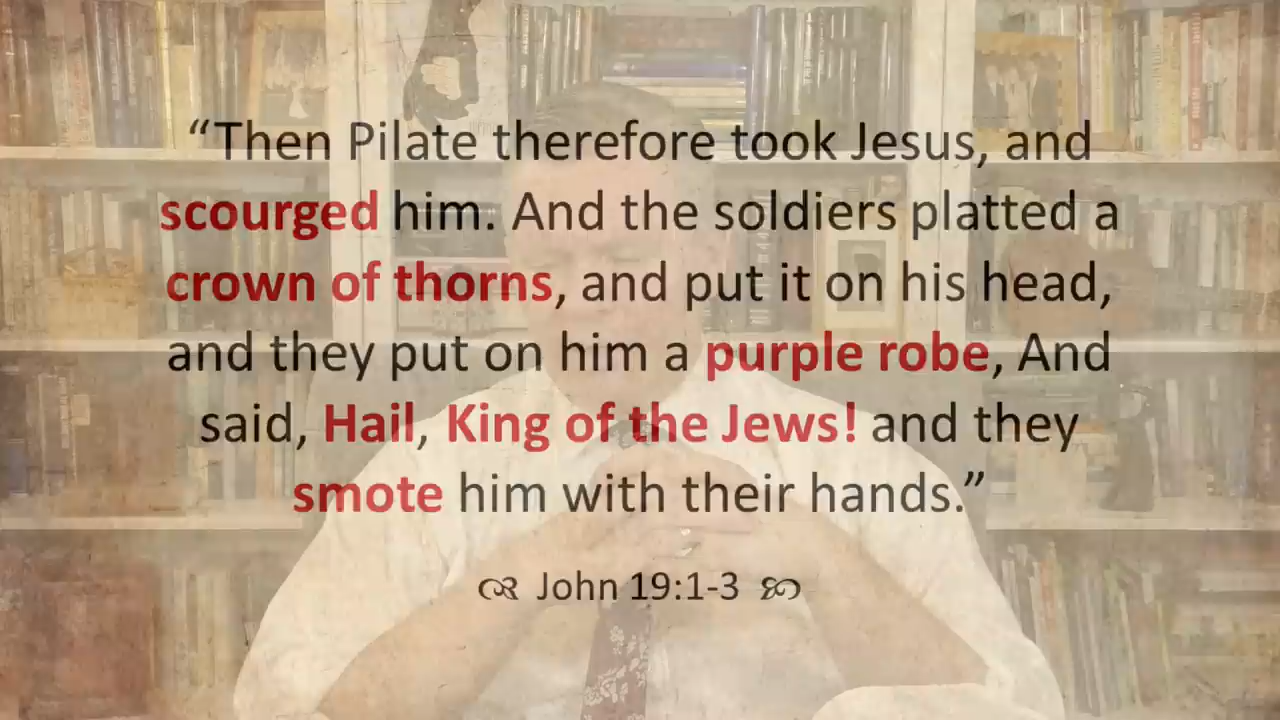 “Then Pilate therefore took Jesus, and
scourged him. And the soldiers platted a
crown of thorns, and put it on his head,
and they put on him a purple robe, And
said, Hail, King of the Jews! and they
smote him with their hands.”
John 19:1-3